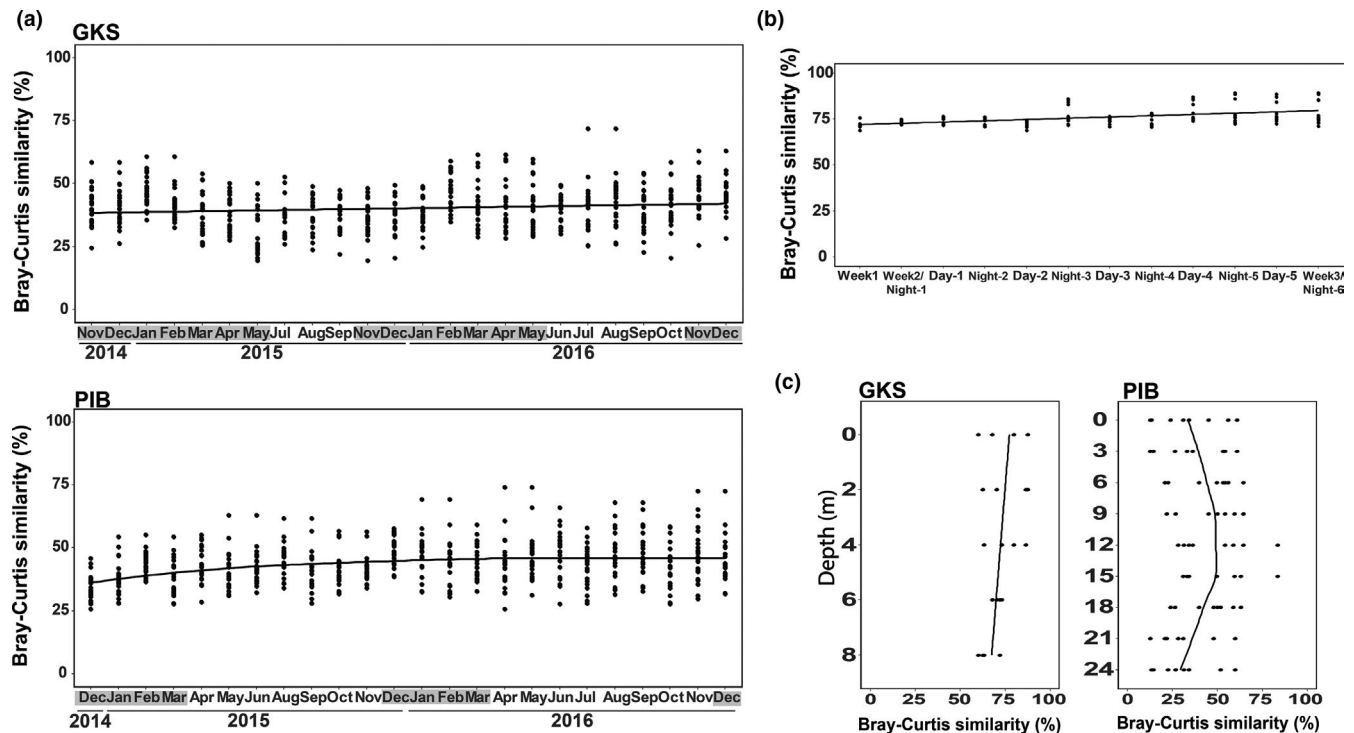 (a)
GKS
Bray-Curtis similarity (%)
100
75
50
25
0
Nov Dec Jan Feb Mar Apr May Jul Aug Sep Nov Dec Jan Feb Mar Apr May Jun Jul Aug Sep Oct Nov Dec
2014 2015 2016
PIB
Bray-Curtis similarity (%)
100
75
50
25
0
Dec Jan Feb Mar Apr May Jun Aug Sep Oct Nov Dec Jan Feb Mar Apr May Jun Jul Aug Sep Oct Nov Dec
2014 2015 2016
(b)
Bray-Curtis similarity (%)
100
75
50
25
0
Week1 Week2/ Day-1 Night-2 Day-2 Night-3 Day-3 Night-4 Day-4 Night-5 Day-5 Week3/
Night-1 Night-6
(c)
GKS
Depth (m)
0
2
4
6
8
0 25 50 75 100
Bray-Curtis similarity (%)
PIB
0
3
6
9
12
15
18
21
24
0 25 50 75 100
Bray-Curtis similarity (%)